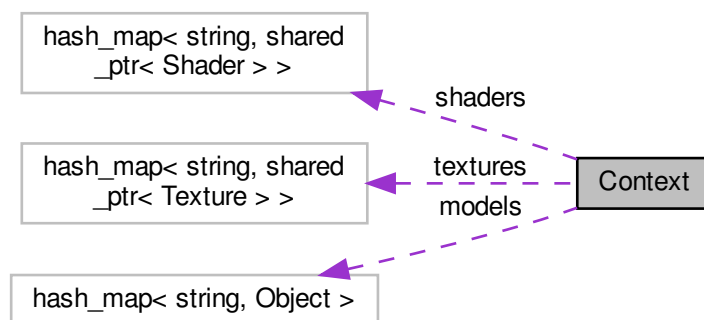 hash_map< string, shared
_ptr< Shader > >
shaders
hash_map< string, shared
_ptr< Texture > >
textures
Context
models
hash_map< string, Object >